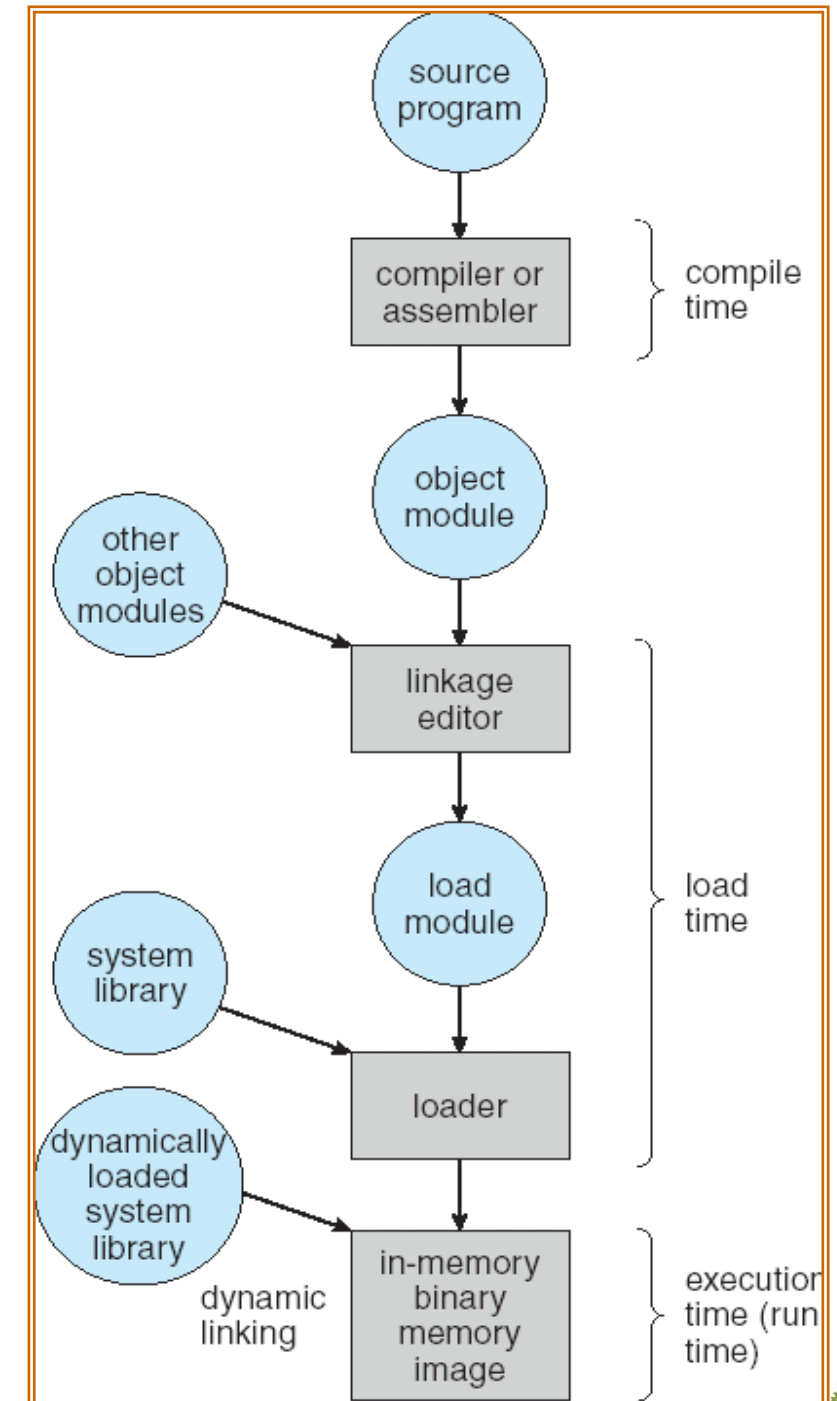 source
program
compiler or
assembler
compile
time
object
module
other
object
modules
linkage
editor
load
module
load
time
system
library
loader
dynamically
loaded
system
library
dynamic
linking
in-memory
binary
memory
image
execution
time (run
time)